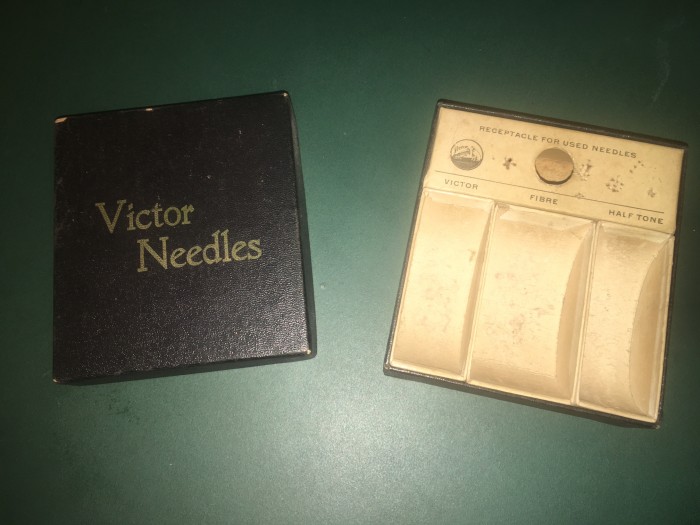 Victor
Needles
RECEPTACLE FOR USED NEEDLES
VICTOR
FIBRE
HALF TONE